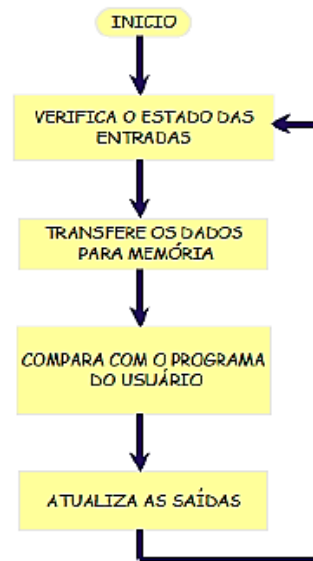 INICIO
VERIFICA O ESTADO DAS
ENTRADAS
TRANSFERE OS DADOS
PARA MEMÓRIA
COMPARA COM O PROGRAMA
DO USUÁRIO
ATUALIZA AS SAÍDAS